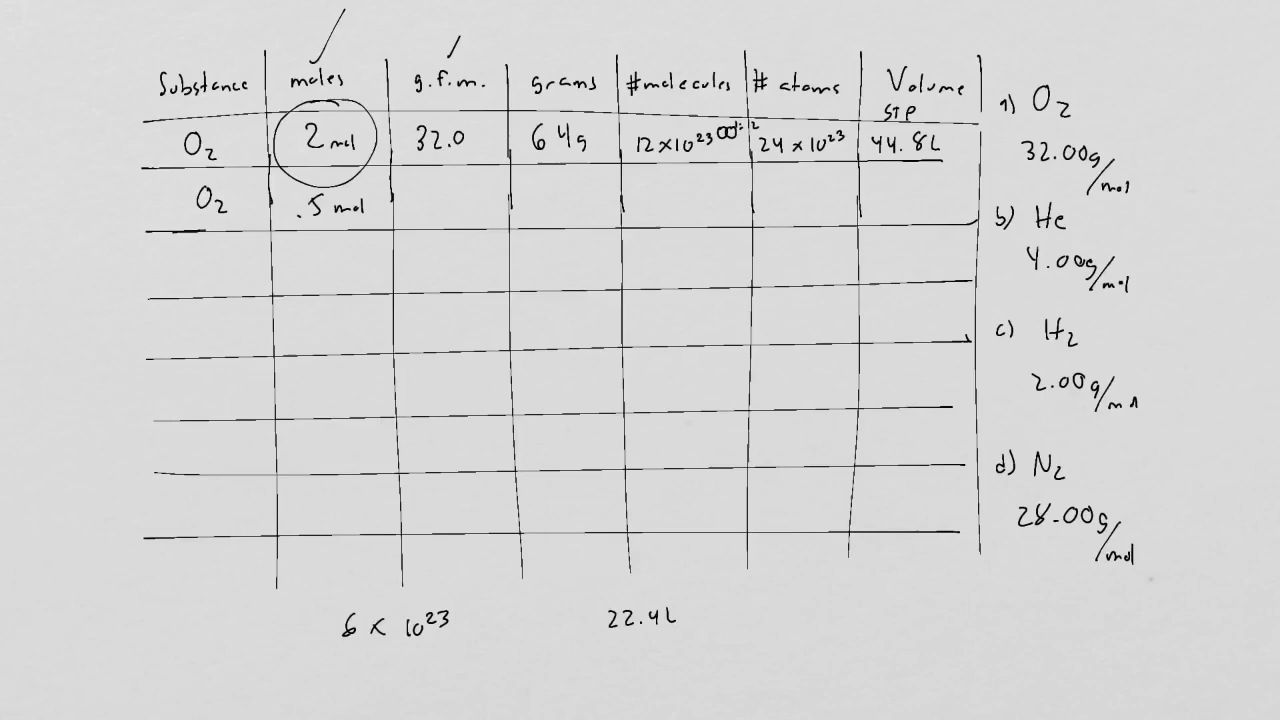 Substance moles g.f.m. grams #molecules # atoms Volume STP
O2 2 mol 32.0 64g 12 x 10^23 24 x 10^23 44.8L
O2 .5 mol
a) O2
32.00g/mol
b) He
4.00g/mol
c) H2
2.00g/mol
d) N2
28.00g/mol
6 x 10^23 22.4L